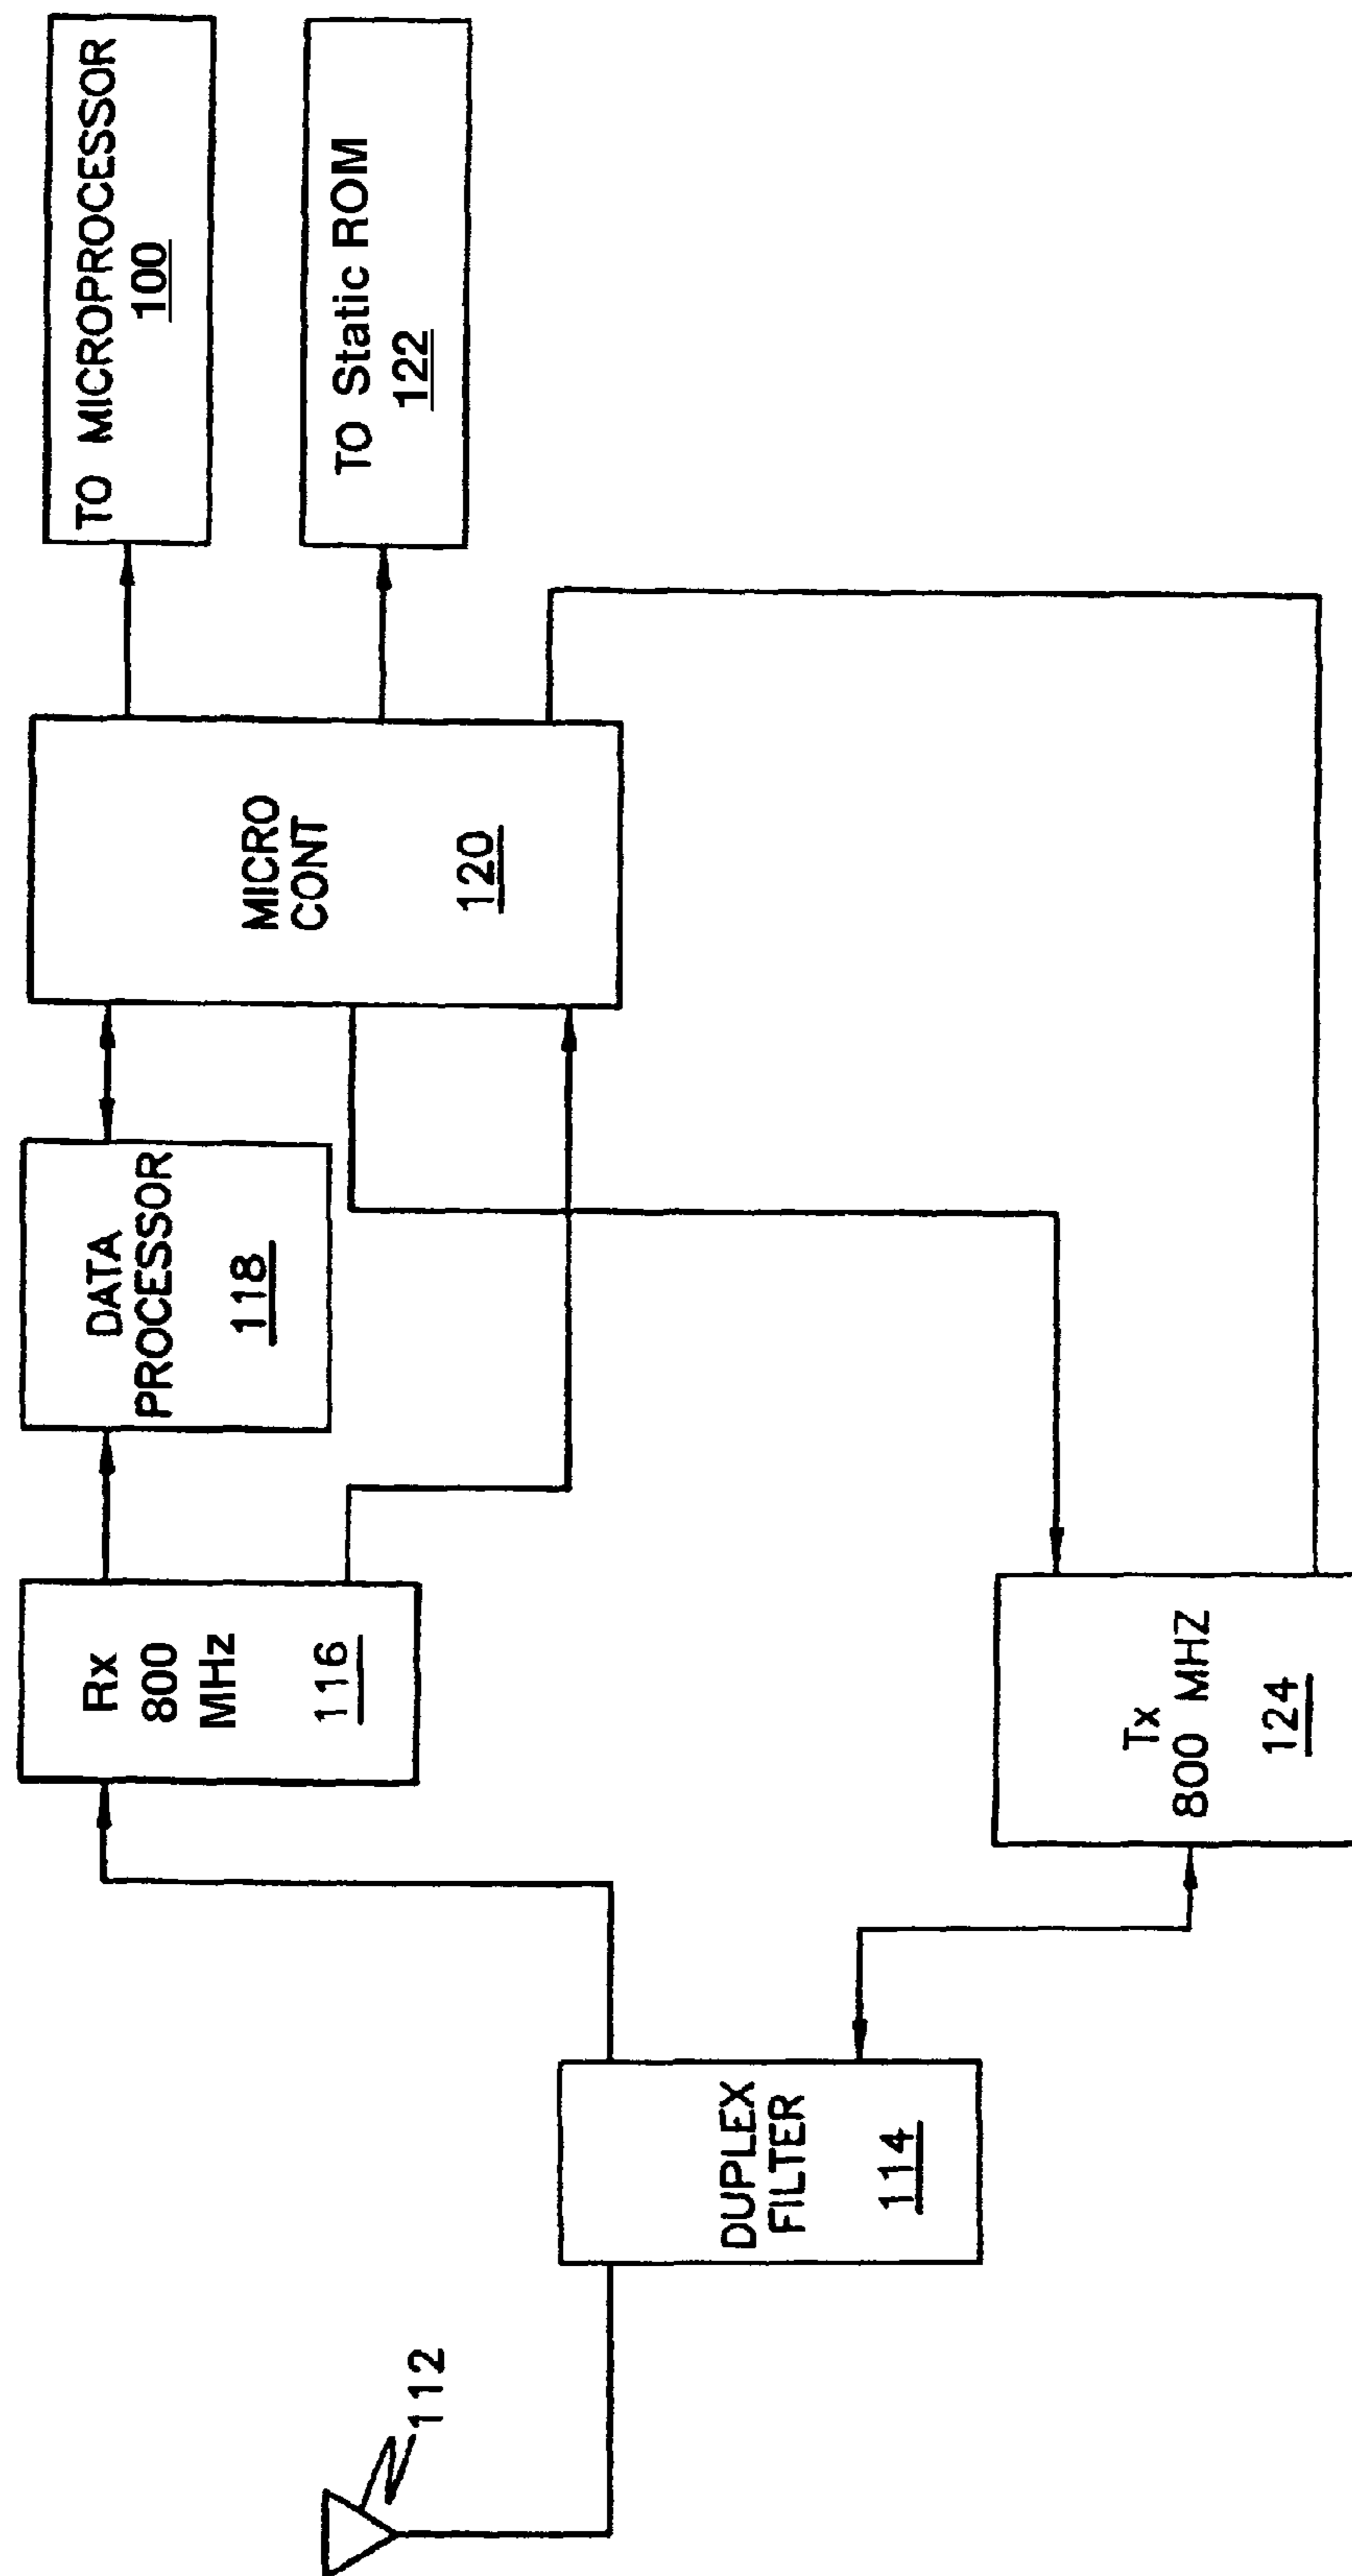 112
DUPLEX
FILTER
114
Rx
800
MHz
116
DATA
PROCESSOR
118
MICRO
CONT
120
TO MICROPROCESSOR
100
TO Static ROM
122
Tx
800 MHZ
124